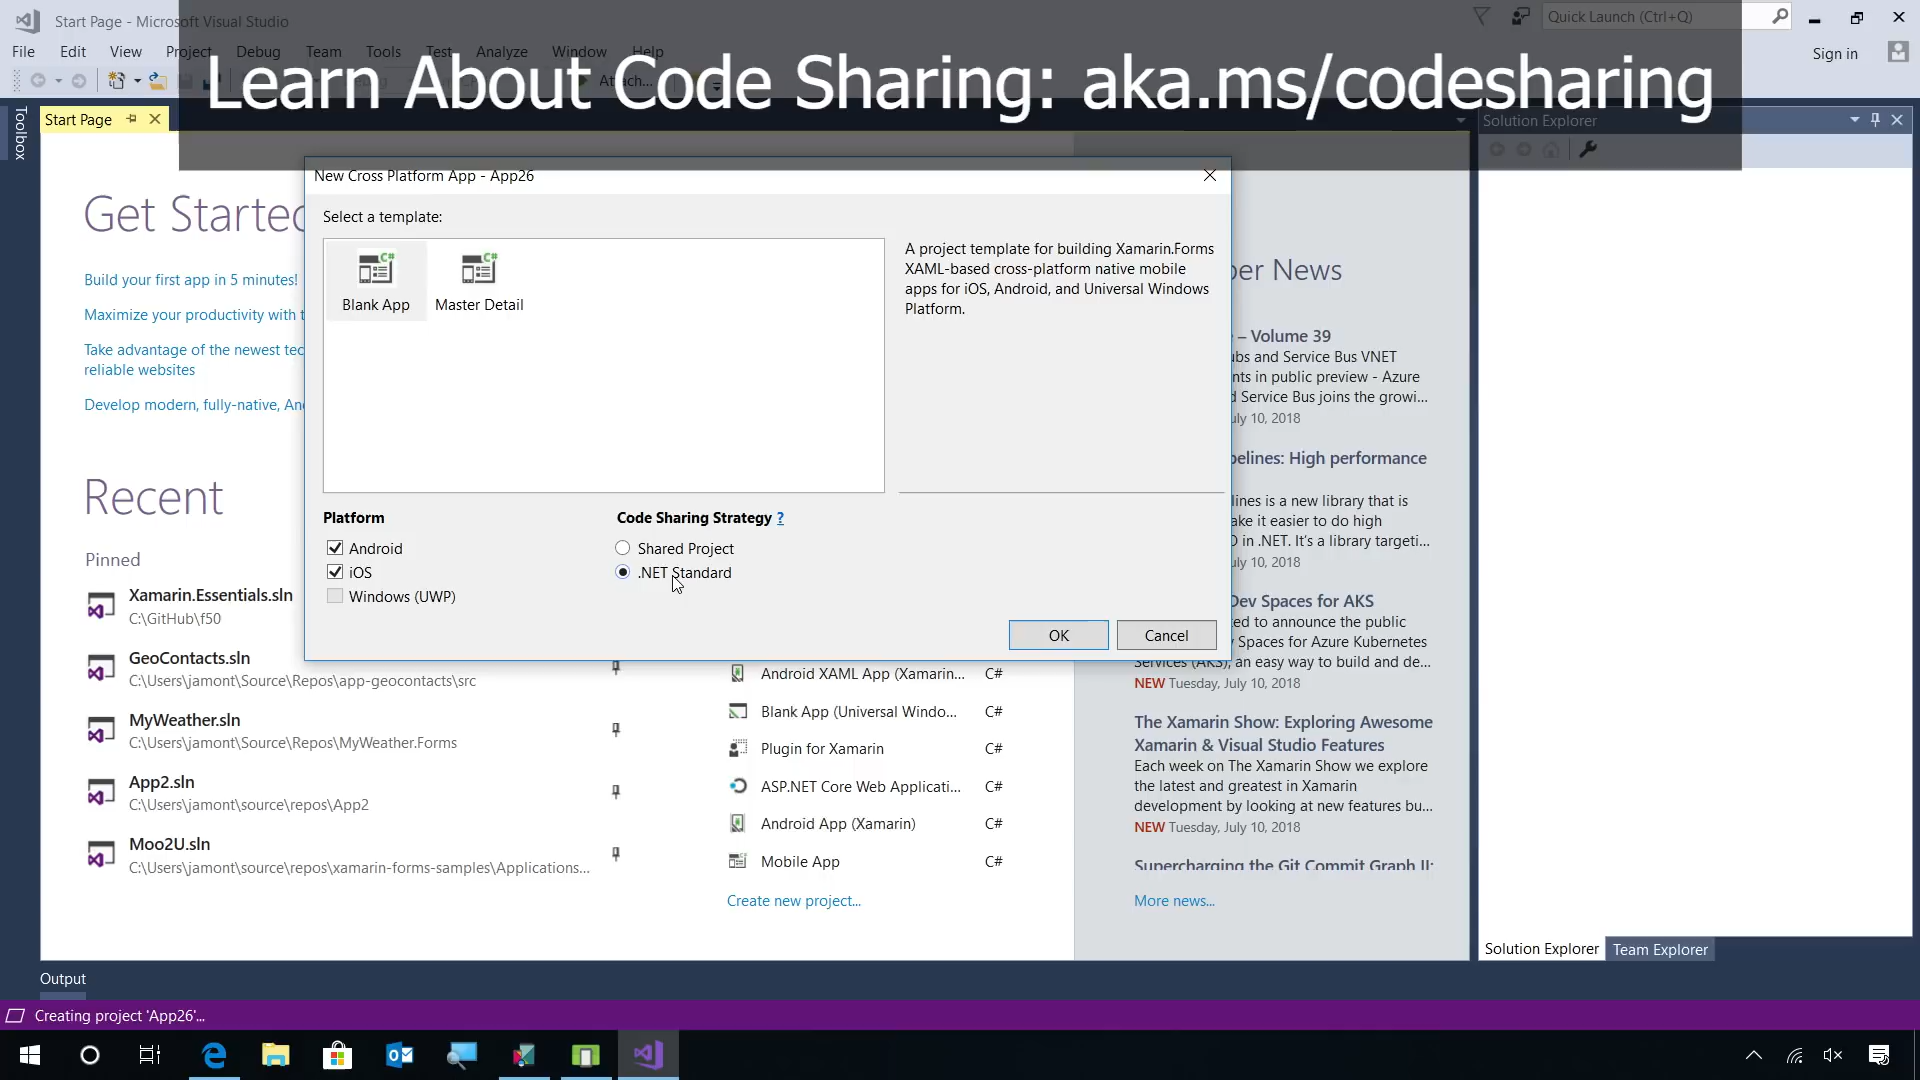 Start Page - Microsoft Visual Studio
Quick Launch (Ctrl+Q)
File Edit View Project Debug Team Tools Test Analyze Window Help
Sign in
Attach...
Learn About Code Sharing: aka.ms/codesharing
Toolbox
Start Page
Solution Explorer
New Cross Platform App - App26
Select a template:
Blank App
Master Detail
A project template for building Xamarin.Forms
XAML-based cross-platform native mobile
apps for iOS, Android, and Universal Windows
Platform.
Platform
Android
iOS
Windows (UWP)
Code Sharing Strategy ?
Shared Project
.NET Standard
OK
Cancel
Get Started
Build your first app in 5 minutes!
Maximize your productivity with
Take advantage of the newest
reliable websites
Develop modern, fully-native,
Recent
Pinned
Xamarin.Essentials.sln
C:\GitHub\f50
GeoContacts.sln
C:\Users\jamont\Source\Repos\app-geocontacts\src
MyWeather.sln
C:\Users\jamont\Source\Repos\MyWeather.Forms
App2.sln
C:\Users\jamont\source\repos\App2
Moo2U.sln
C:\Users\jamont\source\repos\xamarin-forms-samples\Applications...
Android XAML App (Xamarin... C#
Blank App (Universal Windo... C#
Plugin for Xamarin C#
ASP.NET Core Web Applicati... C#
Android App (Xamarin) C#
Mobile App C#
Create new project...
News
– Volume 39
and Service Bus VNET
in public preview - Azure
Service Bus joins the growi...
July 10, 2018
High performance
is a new library that is
it easier to do high
in .NET. It's a library targeti...
July 10, 2018
Dev Spaces for AKS
to announce the public
Spaces for Azure Kubernetes
Services (AKS), an easy way to build and de...
NEW Tuesday, July 10, 2018
The Xamarin Show: Exploring Awesome
Xamarin & Visual Studio Features
Each week on The Xamarin Show we explore
the latest and greatest in Xamarin
development by looking at new features bu...
NEW Tuesday, July 10, 2018
Supercharging the Git Commit Graph II:
More news...
Solution Explorer Team Explorer
Output
Creating project 'App26'...